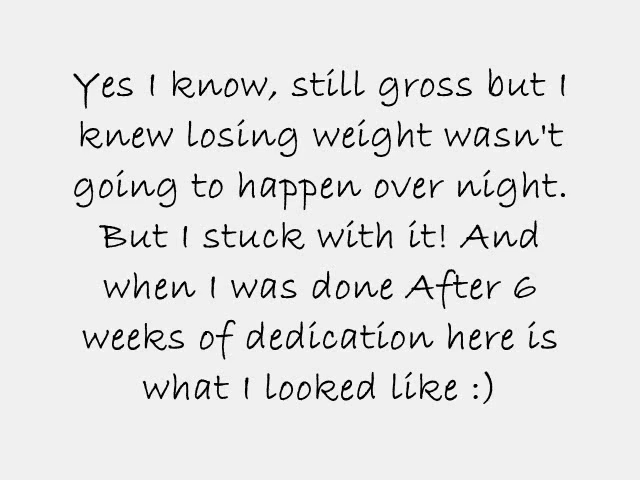 Yes I know, still gross but I
knew losing weight wasn't
going to happen over night.
But I stuck with it! And
when I was done After 6
weeks of dedication here is
what I looked like :)